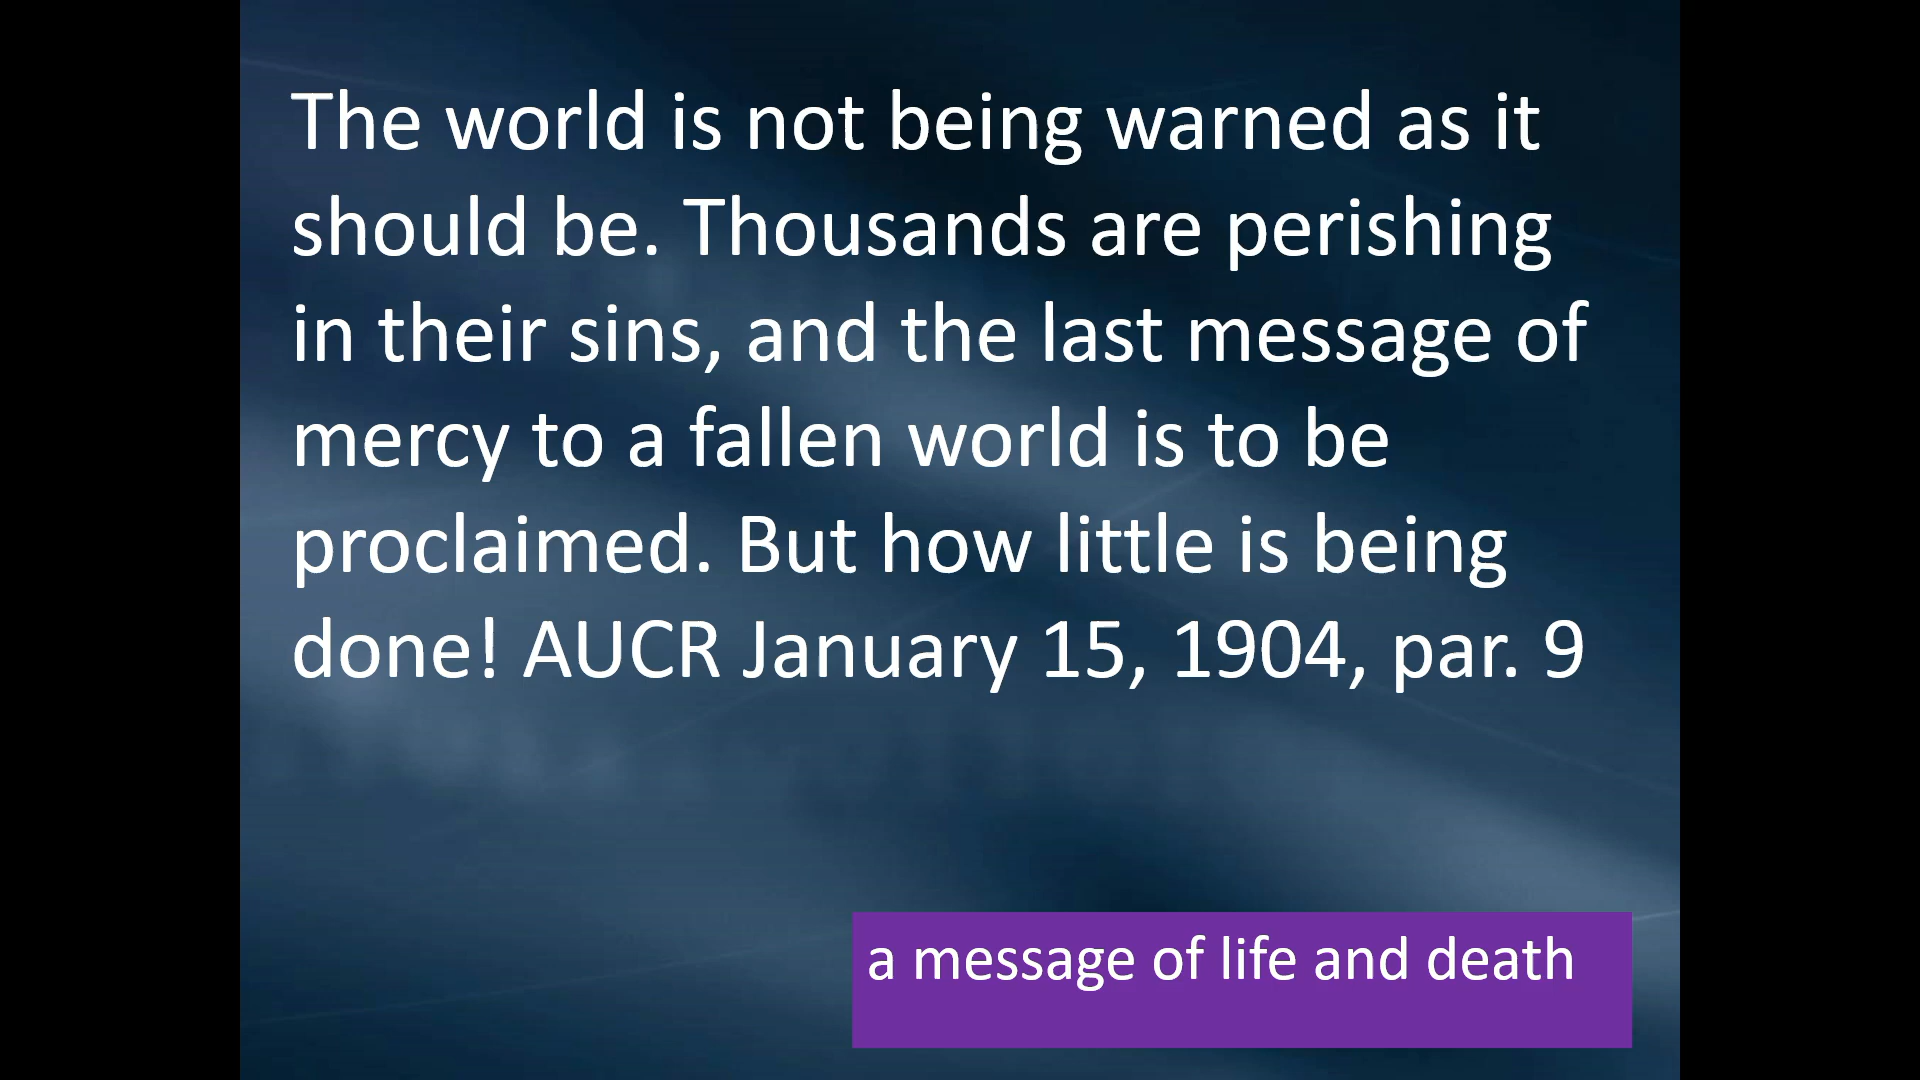 The world is not being warned as it
should be. Thousands are perishing
in their sins, and the last message of
mercy to a fallen world is to be
proclaimed. But how little is being
done! AUCR January 15, 1904, par. 9
a message of life and death